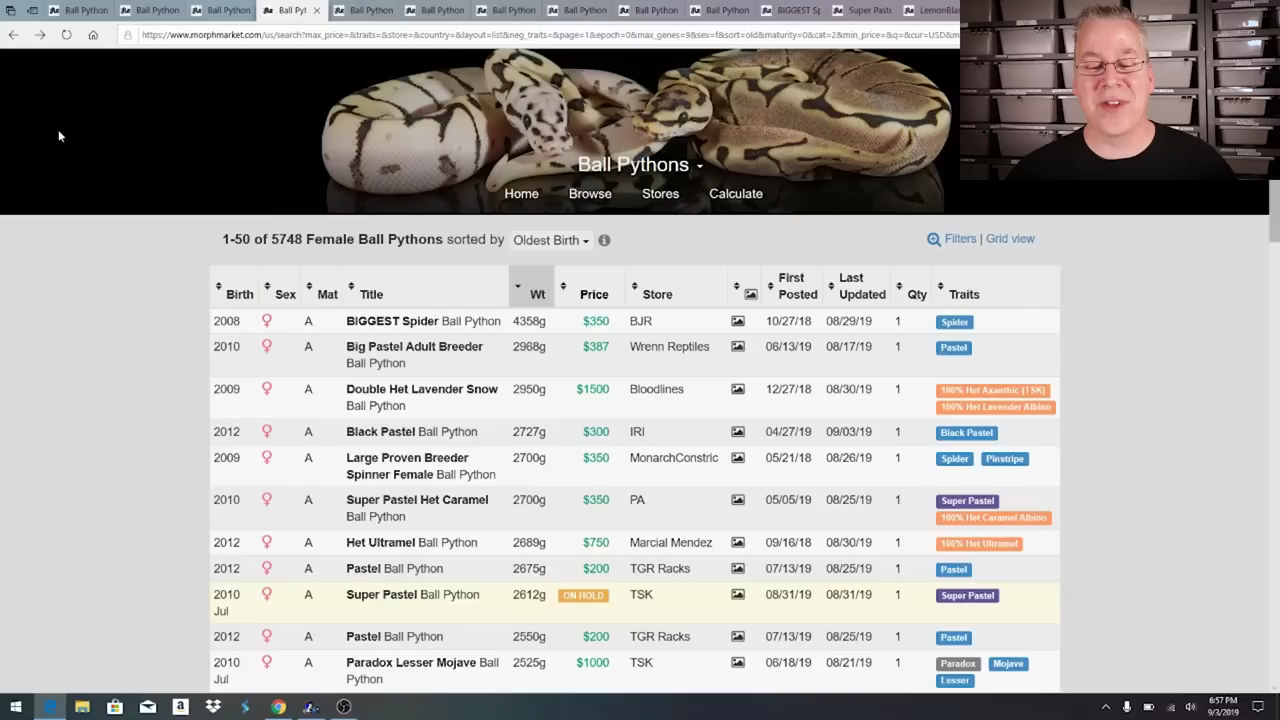 Ball Pythons
Ball Pyt
Ball Pyt
Ball Python
Ball Python
Ball Python
Ball Python
Ball Python
Ball Python
BIGGEST Sp
Super Past
LemonBla
https://www.morphmarket.com/us/search?max_price=&traits=&store=&country=&layout=list&neg_traits=&page=1&epoch=0&max_genes=9&sex=f&sort=old&maturity=0&cat=2&min_price=&q=&cur=USD&m
Ball Pythons
Home Browse Stores Calculate
1-50 of 5748 Female Ball Pythons sorted by Oldest Birth
Filters | Grid view
Birth Sex Mat Title Wt Price Store First Posted Last Updated Qty Traits
2008 ♀ A BIGGEST Spider Ball Python 4358g $350 BJR 10/27/18 08/29/19 1 Spider
2010 ♀ A Big Pastel Adult Breeder Ball Python 2968g $387 Wrenn Reptiles 06/13/19 08/17/19 1 Pastel
2009 ♀ A Double Het Lavender Snow Ball Python 2950g $1500 Bloodlines 12/27/18 08/30/19 1 100% Het Axanthic (TSK) 100% Het Lavender Albino
2012 ♀ A Black Pastel Ball Python 2727g $300 IRI 04/27/19 09/03/19 1 Black Pastel
2009 ♀ A Large Proven Breeder Spinner Female Ball Python 2700g $350 MonarchConstric 05/21/18 08/26/19 1 Spider Pinstripe
2010 ♀ A Super Pastel Het Caramel Ball Python 2700g $350 PA 05/05/19 08/25/19 1 Super Pastel 100% Het Caramel Albino
2012 ♀ A Het Ultramel Ball Python 2689g $750 Marcial Mendez 09/16/18 08/30/19 1 100% Het Ultramel
2012 ♀ A Pastel Ball Python 2675g $200 TGR Racks 07/13/19 08/25/19 1 Pastel
2010 Jul ♀ A Super Pastel Ball Python 2612g ON HOLD TSK 08/31/19 08/31/19 1 Super Pastel
2012 ♀ A Pastel Ball Python 2550g $200 TGR Racks 07/13/19 08/25/19 1 Pastel
2010 Jul ♀ A Paradox Lesser Mojave Ball Python 2525g $1000 TSK 06/18/19 08/21/19 1 Paradox Mojave Lesser
6:57 PM
9/3/2019